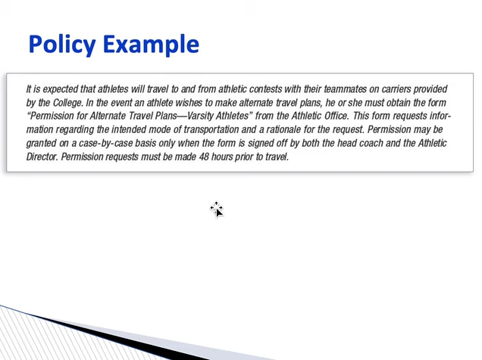 Policy Example
It is expected that athletes will travel to and from athletic contests with their teammates on carriers provided
by the College. In the event an athlete wishes to make alternate travel plans, he or she must obtain the form
“Permission for Alternate Travel Plans—Varsity Athletes” from the Athletic Office. This form requests infor-
mation regarding the intended mode of transportation and a rationale for the request. Permission may be
granted on a case-by-case basis only when the form is signed off by both the head coach and the Athletic
Director. Permission requests must be made 48 hours prior to travel.